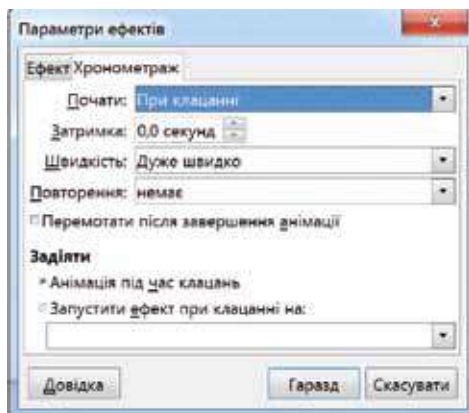 Параметри ефектів
Ефект Хронометраж
Почати: При клацанні
Затримка: 0,0 секунд
Швидкість: Дуже швидко
Повторення: немає
Перемотати після завершення анімації
Задіяти
Анімація під час клацань
Запустити ефект при клацанні на:
Довідка Гаразд Скасувати